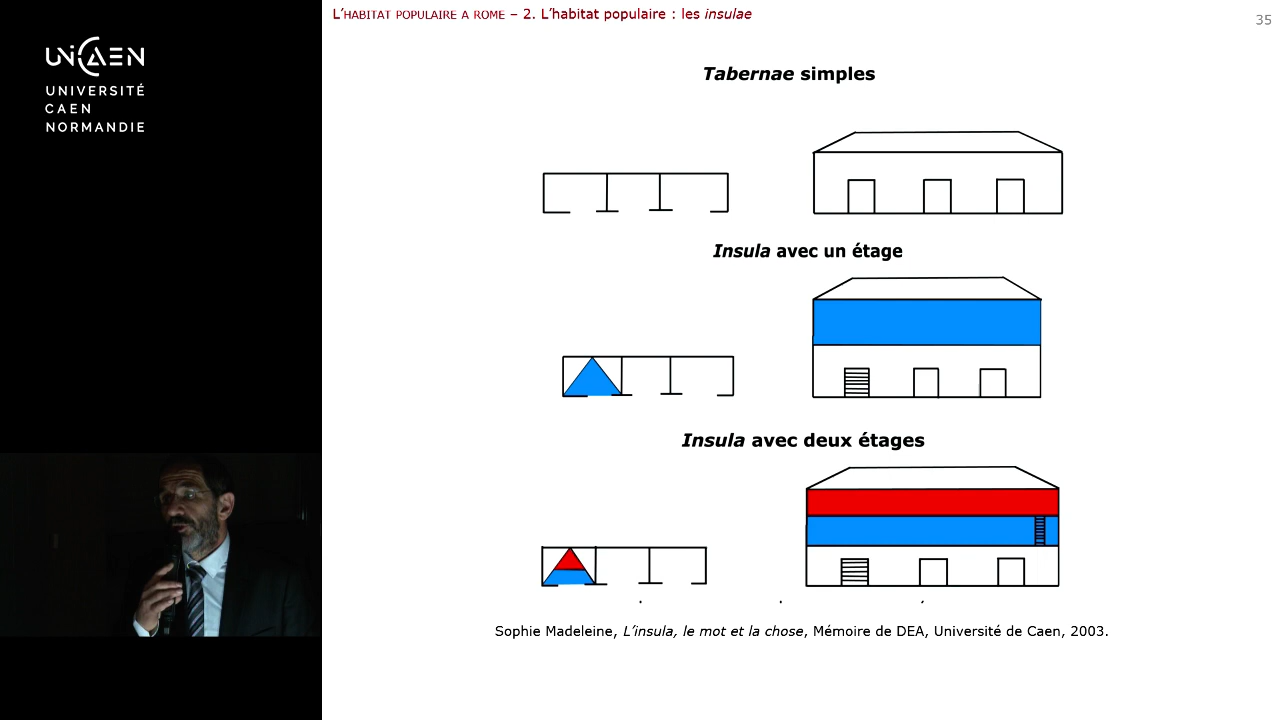 L'HABITAT POPULAIRE A ROME – 2. L'habitat populaire : les insulae
35
UNICAEN
UNIVERSITÉ
CAEN
NORMANDIE
Tabernae simples
Insula avec un étage
Insula avec deux étages
Sophie Madeleine, L'insula, le mot et la chose, Mémoire de DEA, Université de Caen, 2003.